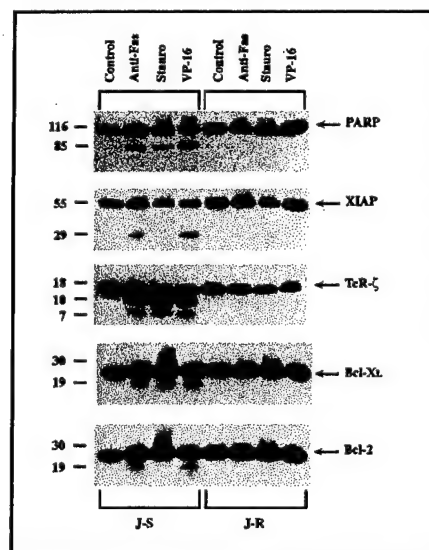 Control Anti-Fas Stauro VP-16 Control Anti-Fas Stauro VP-16
116
85
PARP
55
29
XIAP
18
10
7
TcR-ζ
30
19
Bcl-XL
30
19
Bcl-2
J-S J-R